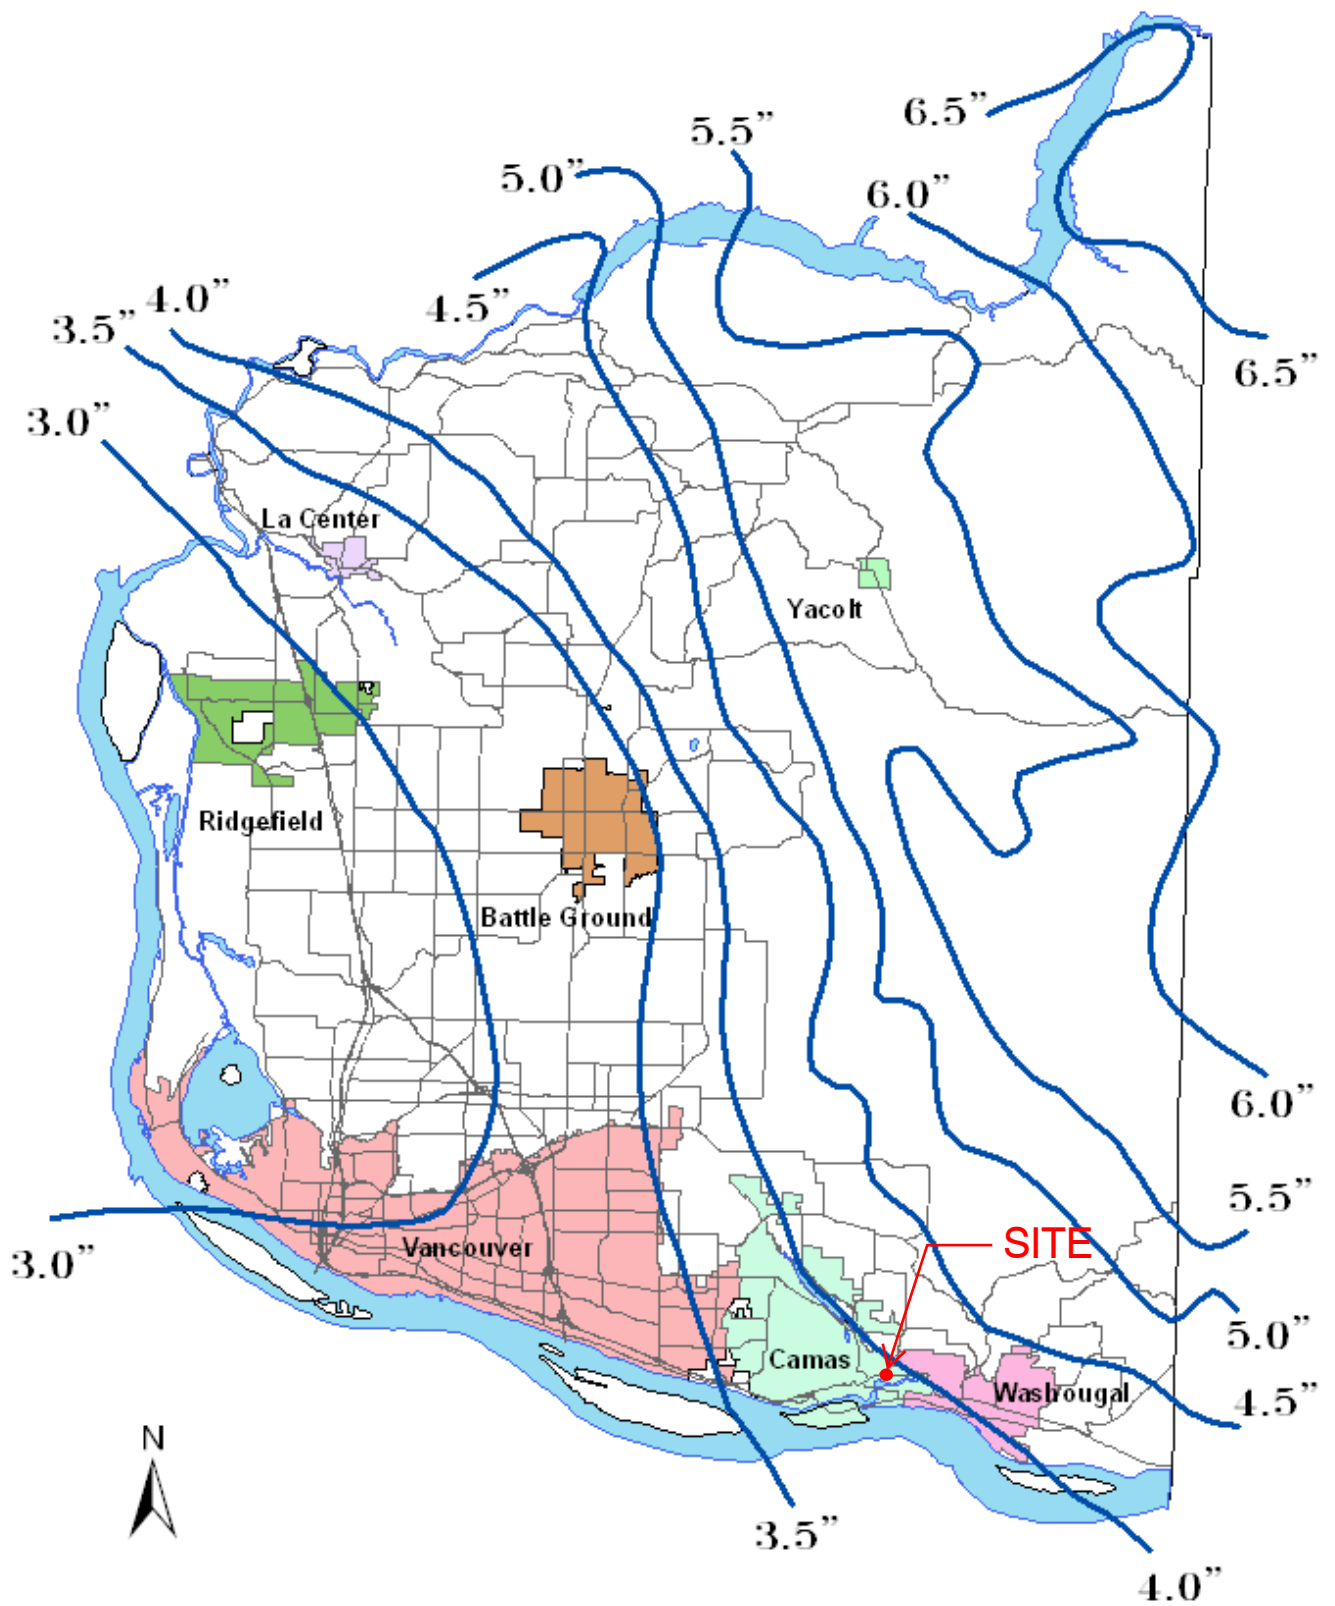 6.5”
5.5”
5.0”
6.0”
4.0”
4.5”
3.5”
6.5”
3.0”
La Center
Yacolt
Ridgefield
Battle Ground
6.0”
5.5”
SITE
Vancouver
3.0”
5.0”
Camas
Washougal
4.5”
N
3.5”
4.0”